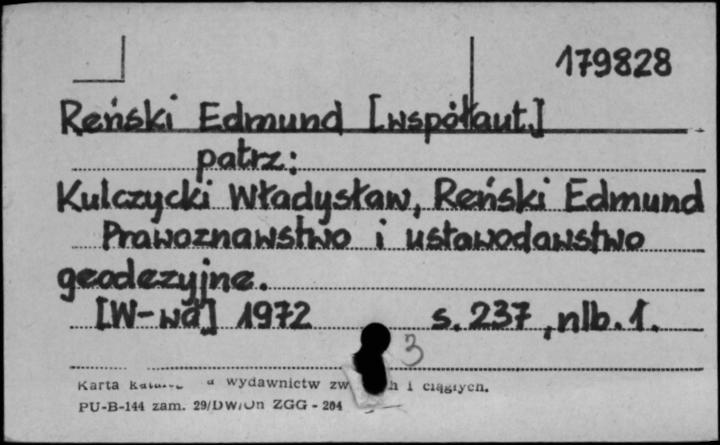 179828
Reński Edmund [współaut.]
patrz:
Kulczycki Władysław, Reński Edmund
Prawoznawstwo i ustawodawstwo
geodezyjne.
[W-wa] 1972 s. 237, nlb. 1.
3
Karta wydawnictw i ciągłych.
PU-B-144 zam. ZGG - 204